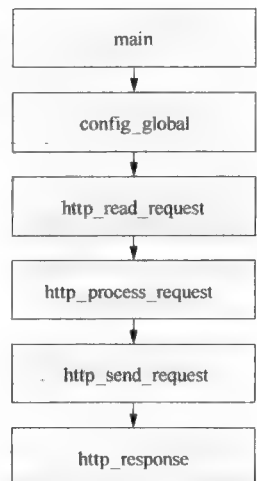 main
config_global
http_read_request
http_process_request
http_send_request
http_response